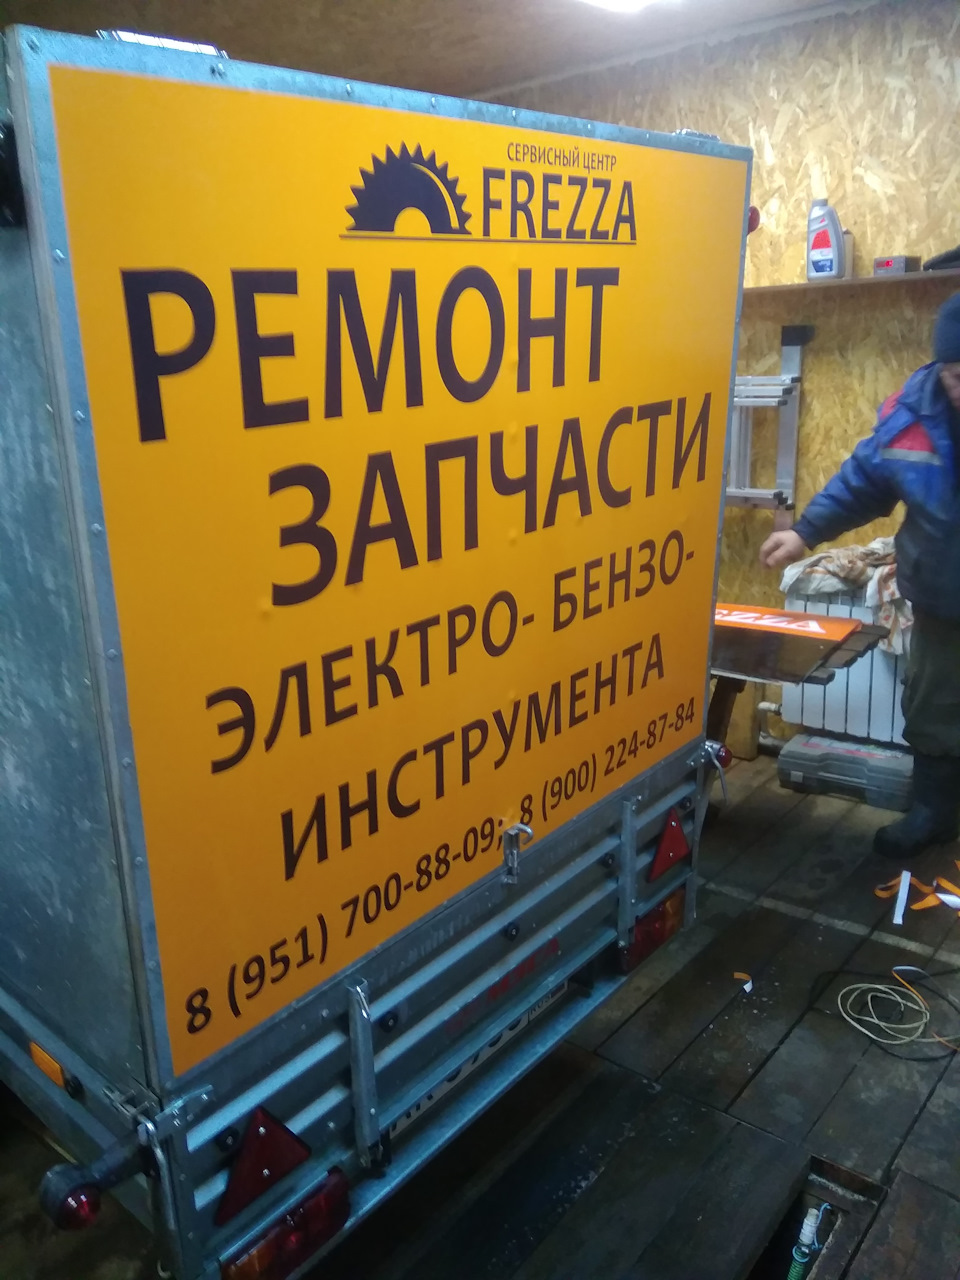 СЕРВИСНЫЙ ЦЕНТР
FREZZA
РЕМОНТ
ЗАПЧАСТИ
ЭЛЕКТРО- БЕНЗО-
ИНСТРУМЕНТА
8 (951) 700-88-09; 8 (900) 224-87-84